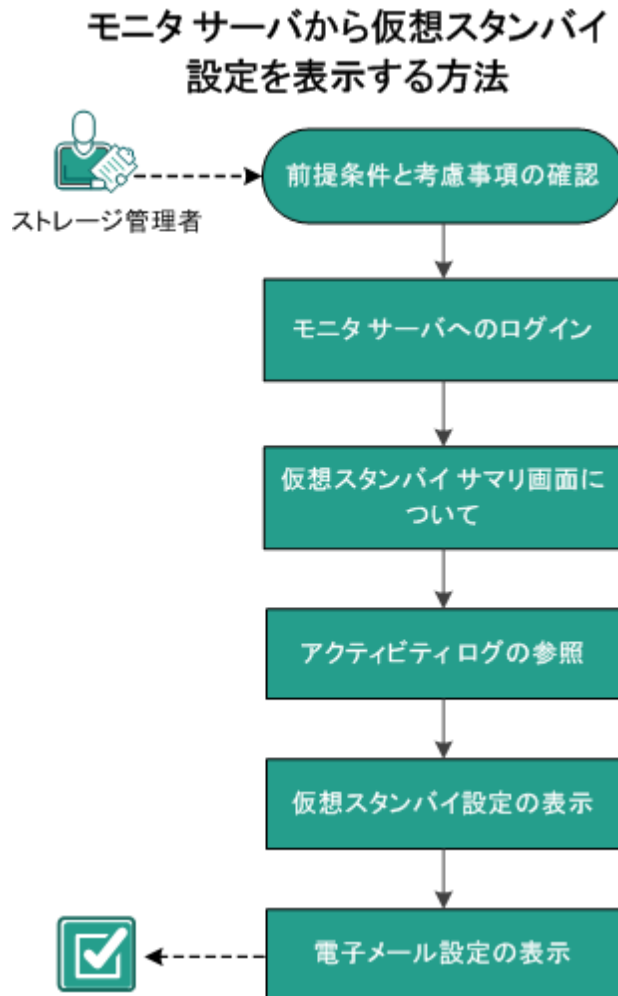 モニタ サーバから仮想スタンバイ
設定を表示する方法
前提条件と考慮事項の確認
ストレージ管理者
モニタ サーバへのログイン
仮想スタンバイ サマリ画面に
ついて
アクティビティ ログの参照
仮想スタンバイ設定の表示
電子メール設定の表示